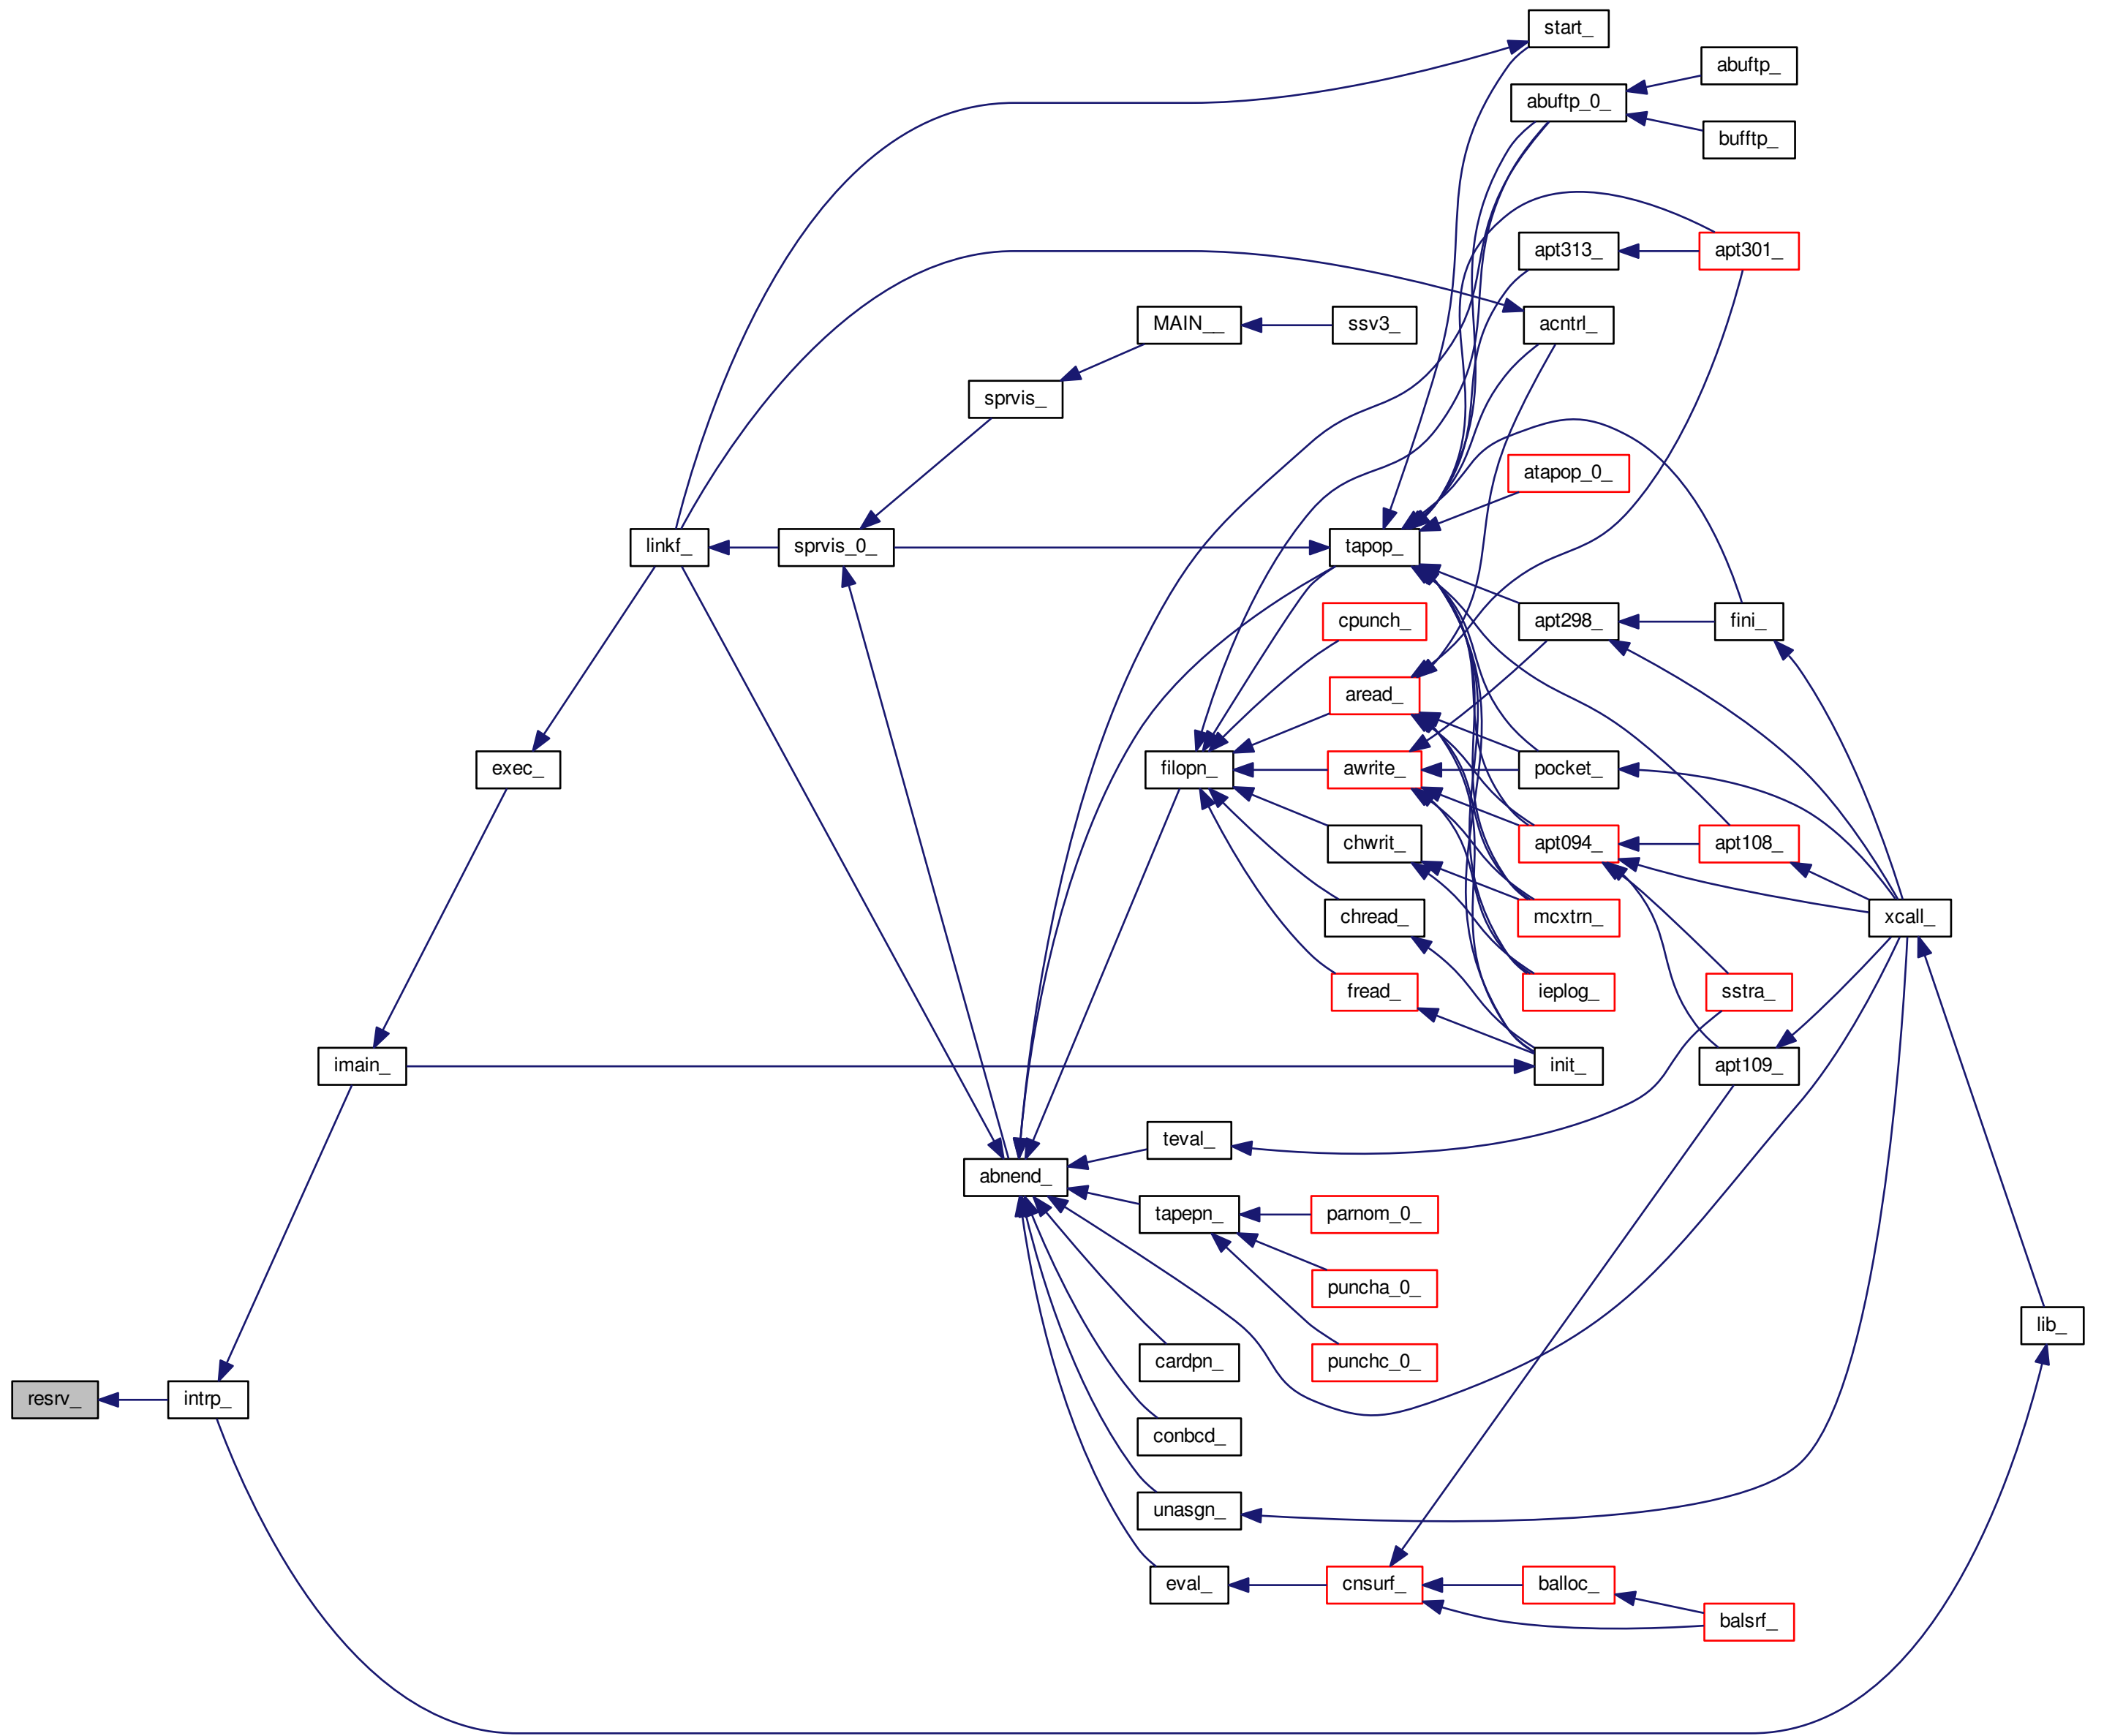 start_
abuftp_
abuftp_0_
bufftp_
apt313_
apt301_
MAIN__
ssv3_
acntrl_
sprvis_
atapop_0_
linkf_
sprvis_0_
tapop_
cpunch_
apt298_
fini_
aread_
exec_
filopn_
awrite_
pocket_
chwrit_
apt094_
apt108_
chread_
mcxtrn_
xcall_
fread_
ieplog_
sstra_
imain_
init_
apt109_
teval_
abnend_
tapepn_
parnom_0_
puncha_0_
lib_
cardpn_
punchc_0_
resrv_
intrp_
conbcd_
unasgn_
eval_
cnsurf_
balloc_
balsrf_